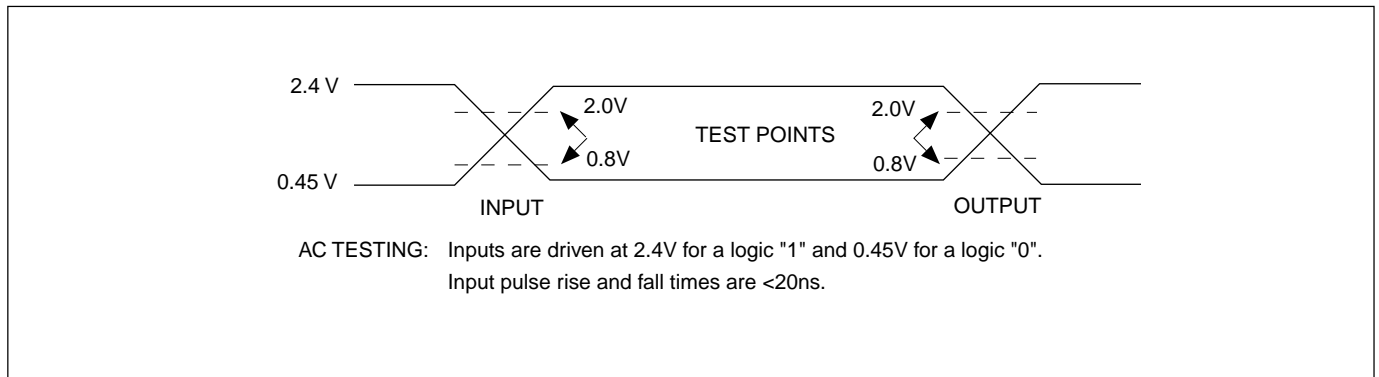 2.4 V
2.0V
2.0V
TEST POINTS
0.8V
0.8V
0.45 V
INPUT
OUTPUT
AC TESTING: Inputs are driven at 2.4V for a logic "1" and 0.45V for a logic "0".
Input pulse rise and fall times are <20ns.